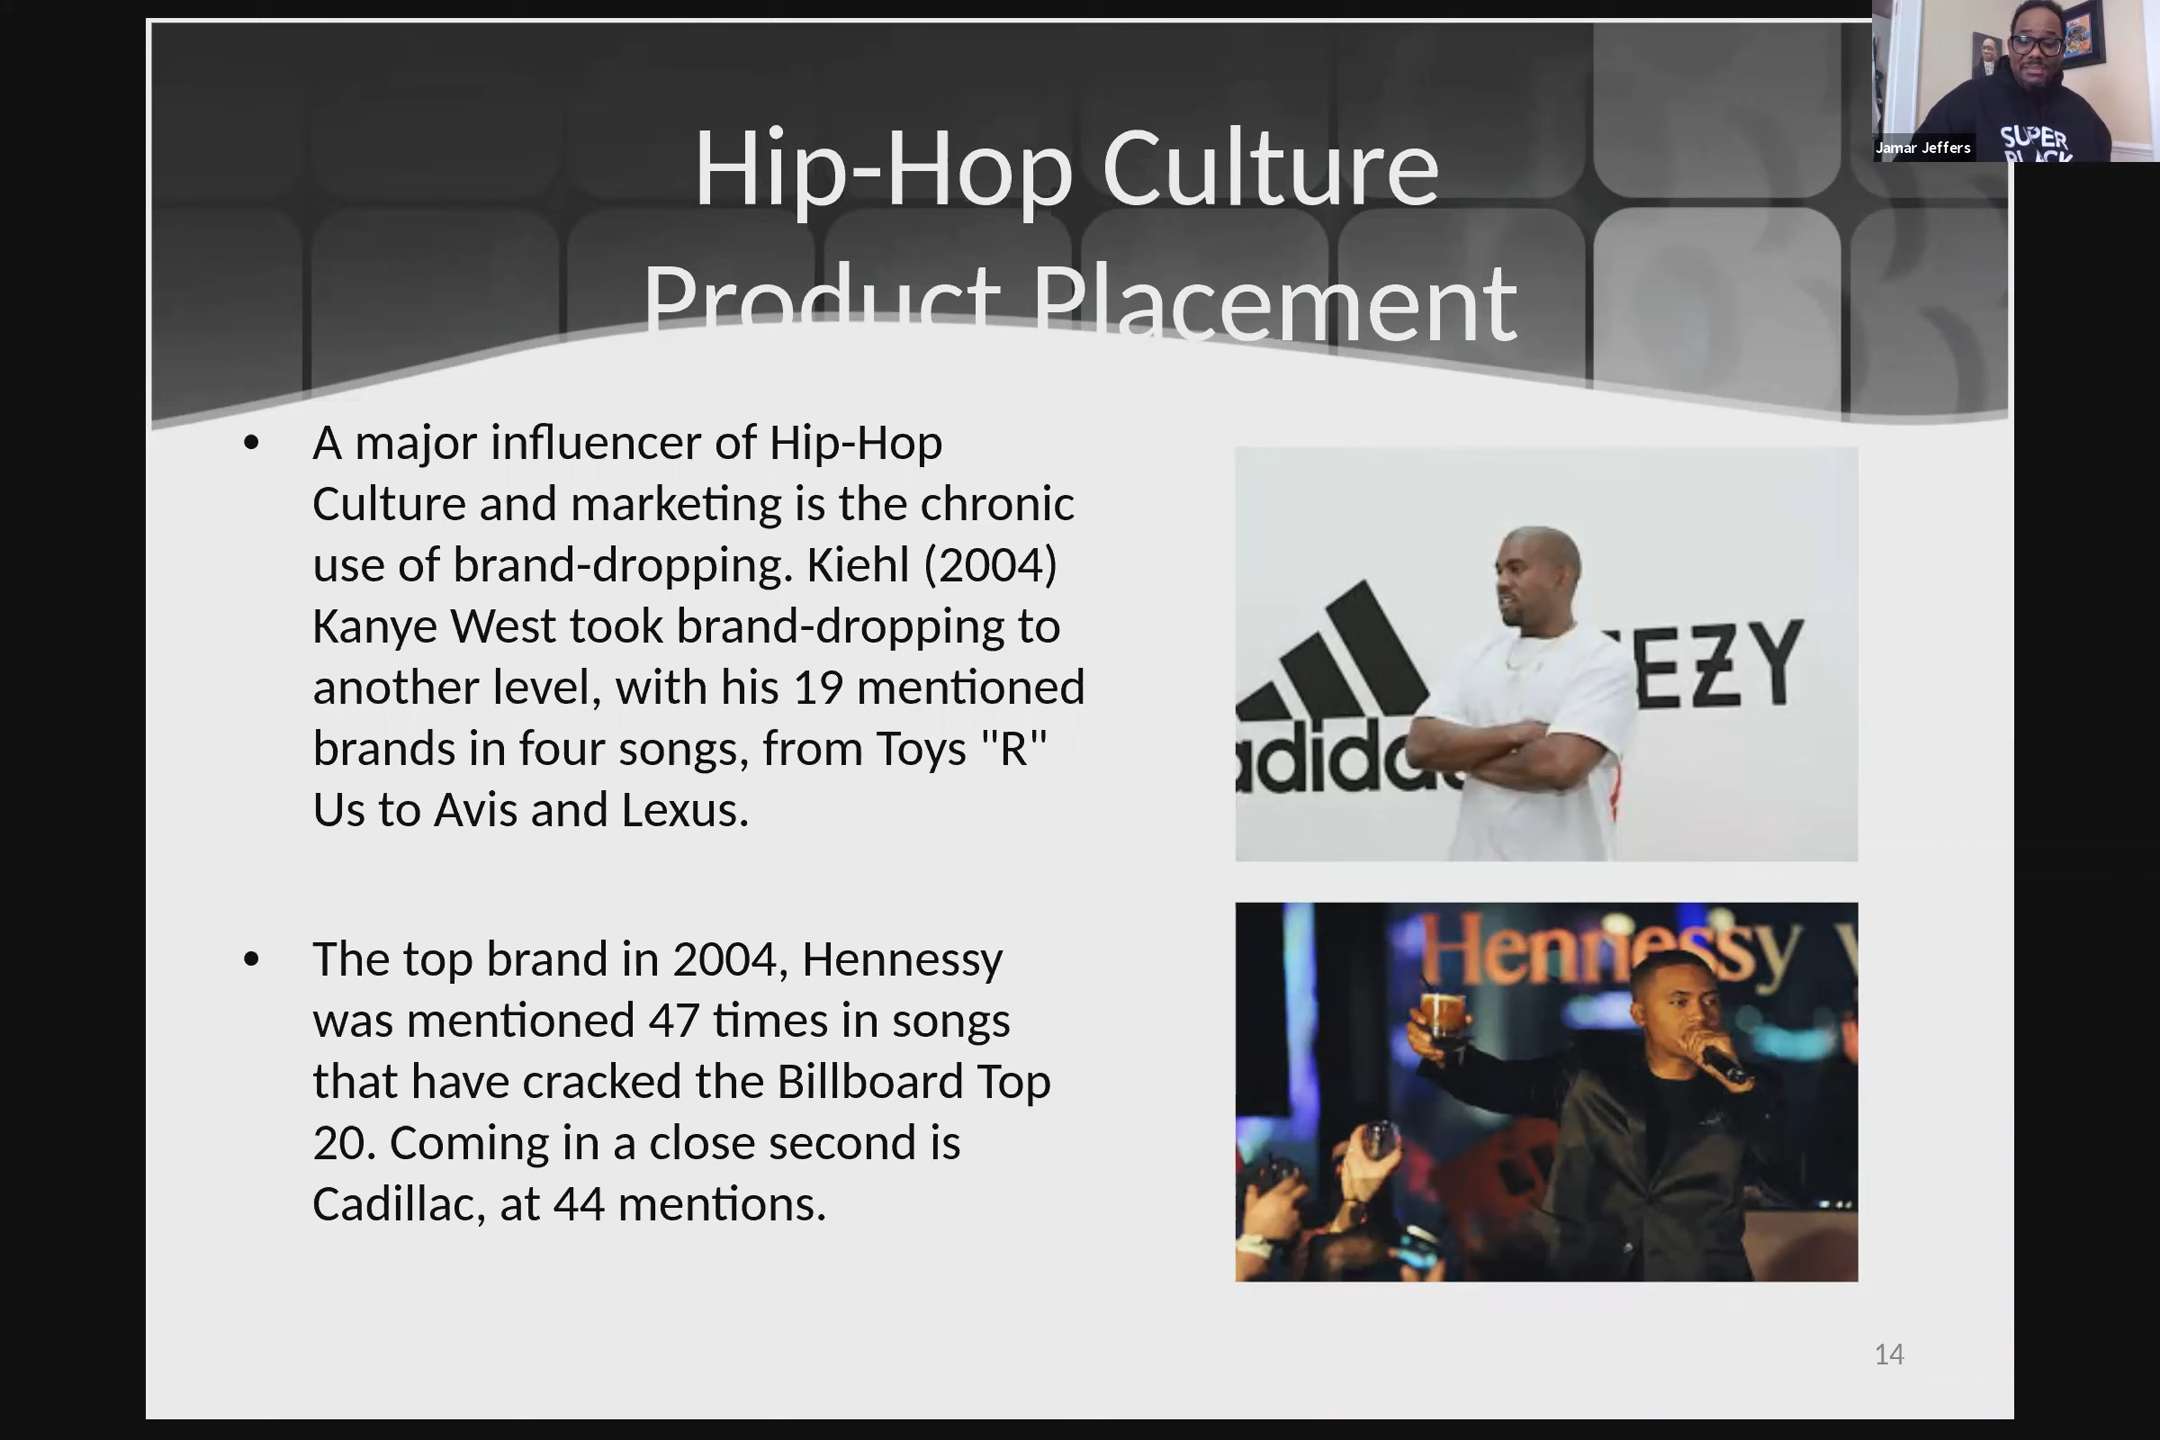 Hip-Hop Culture
Product Placement
• A major influencer of Hip-Hop
Culture and marketing is the chronic
use of brand-dropping. Kiehl (2004)
Kanye West took brand-dropping to
another level, with his 19 mentioned
brands in four songs, from Toys "R"
Us to Avis and Lexus.
• The top brand in 2004, Hennessy
was mentioned 47 times in songs
that have cracked the Billboard Top
20. Coming in a close second is
Cadillac, at 44 mentions.
SUPER
BLACK
Jamar Jeffers
adidas
EEZY
Hennessy V
14